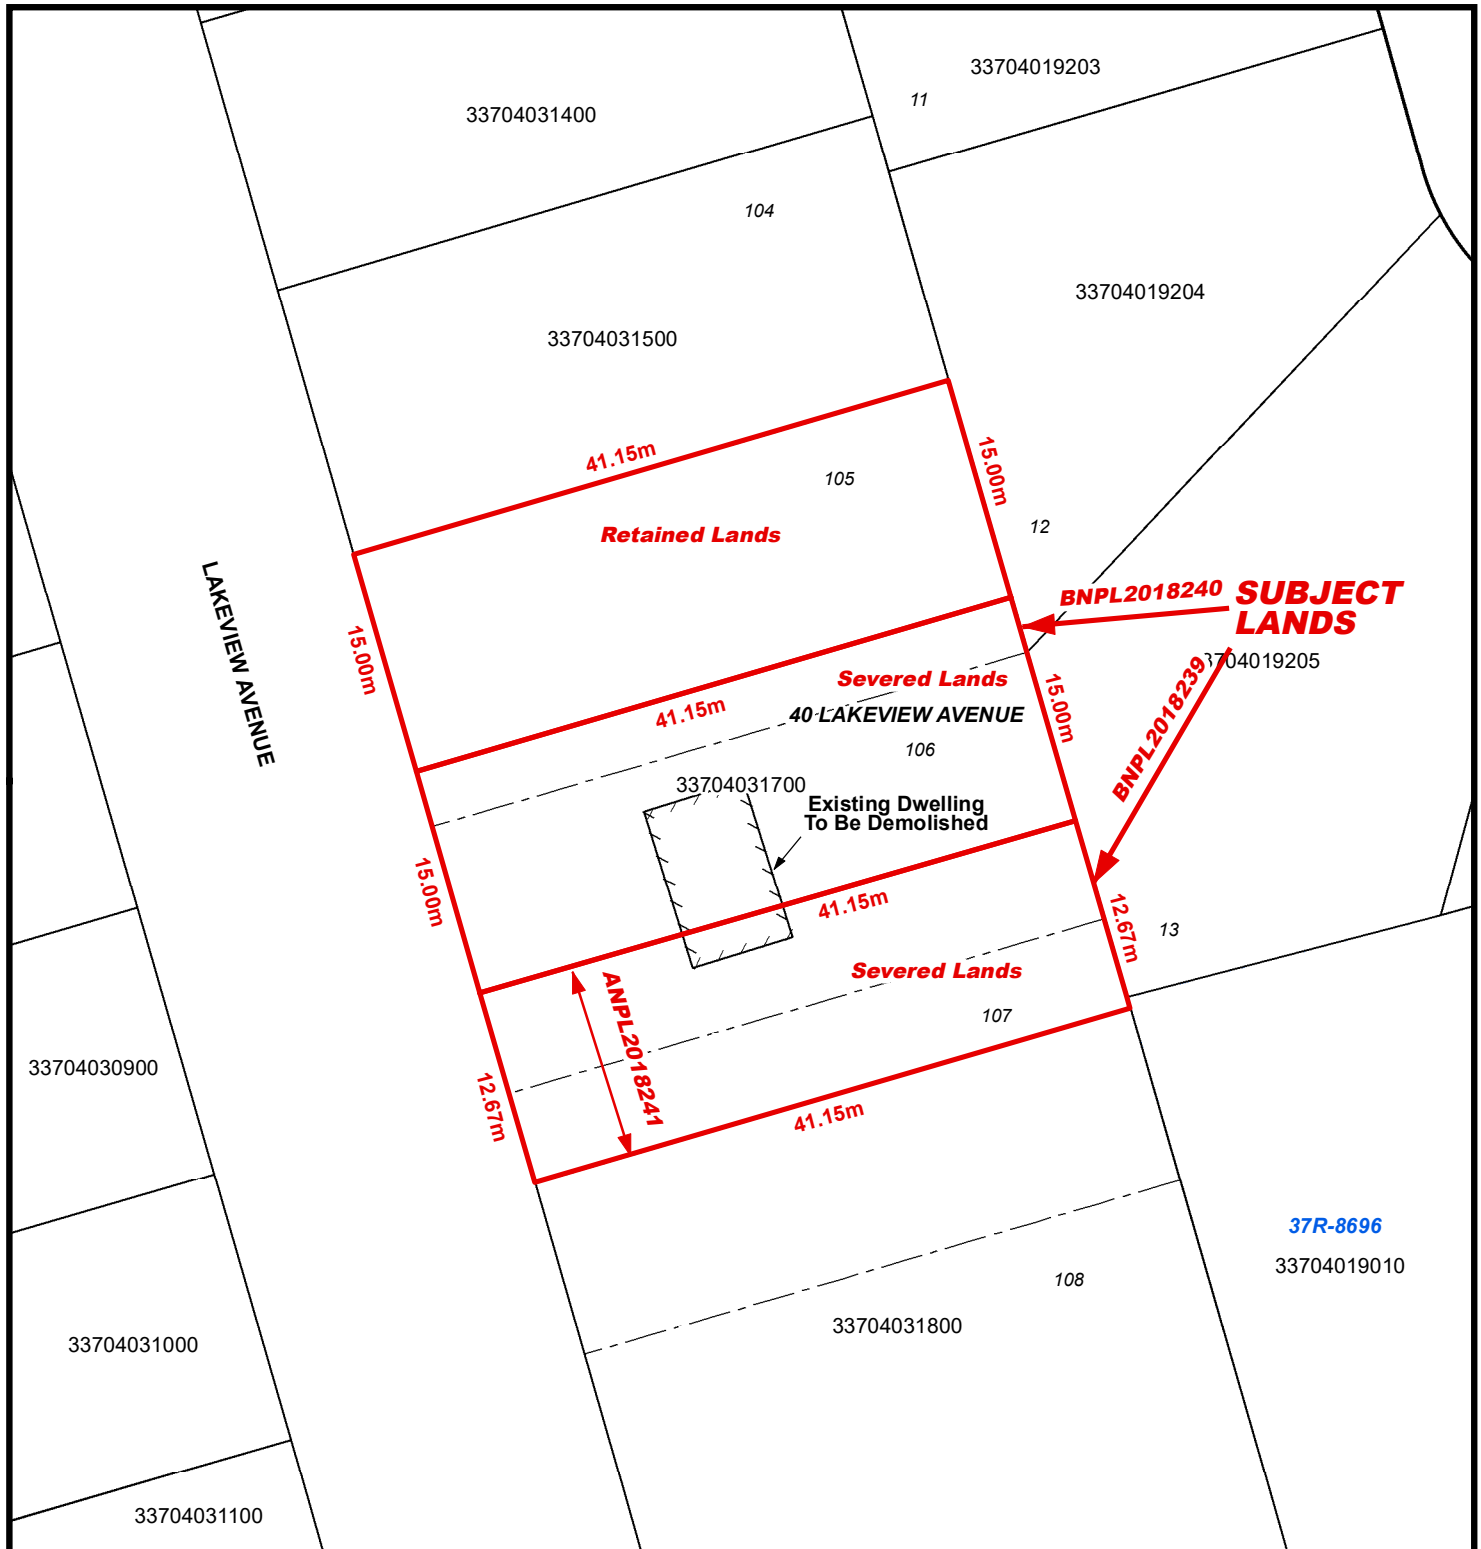 33704019203
11
33704031400
104
33704019204
33704031500
41.15m
15.00m
105
12
Retained Lands
LAKEVIEW AVENUE
BNPL2018240
SUBJECT
LANDS
15.00m
3704019205
Severed Lands
41.15m
15.00m
40 LAKEVIEW AVENUE
BNPL2018239
106
33704031700
Existing Dwelling
To Be Demolished
15.00m
41.15m
12.67m
13
Severed Lands
ANPL2018241
107
33704030900
12.67m
41.15m
37R-8696
33704019010
108
33704031800
33704031000
33704031100